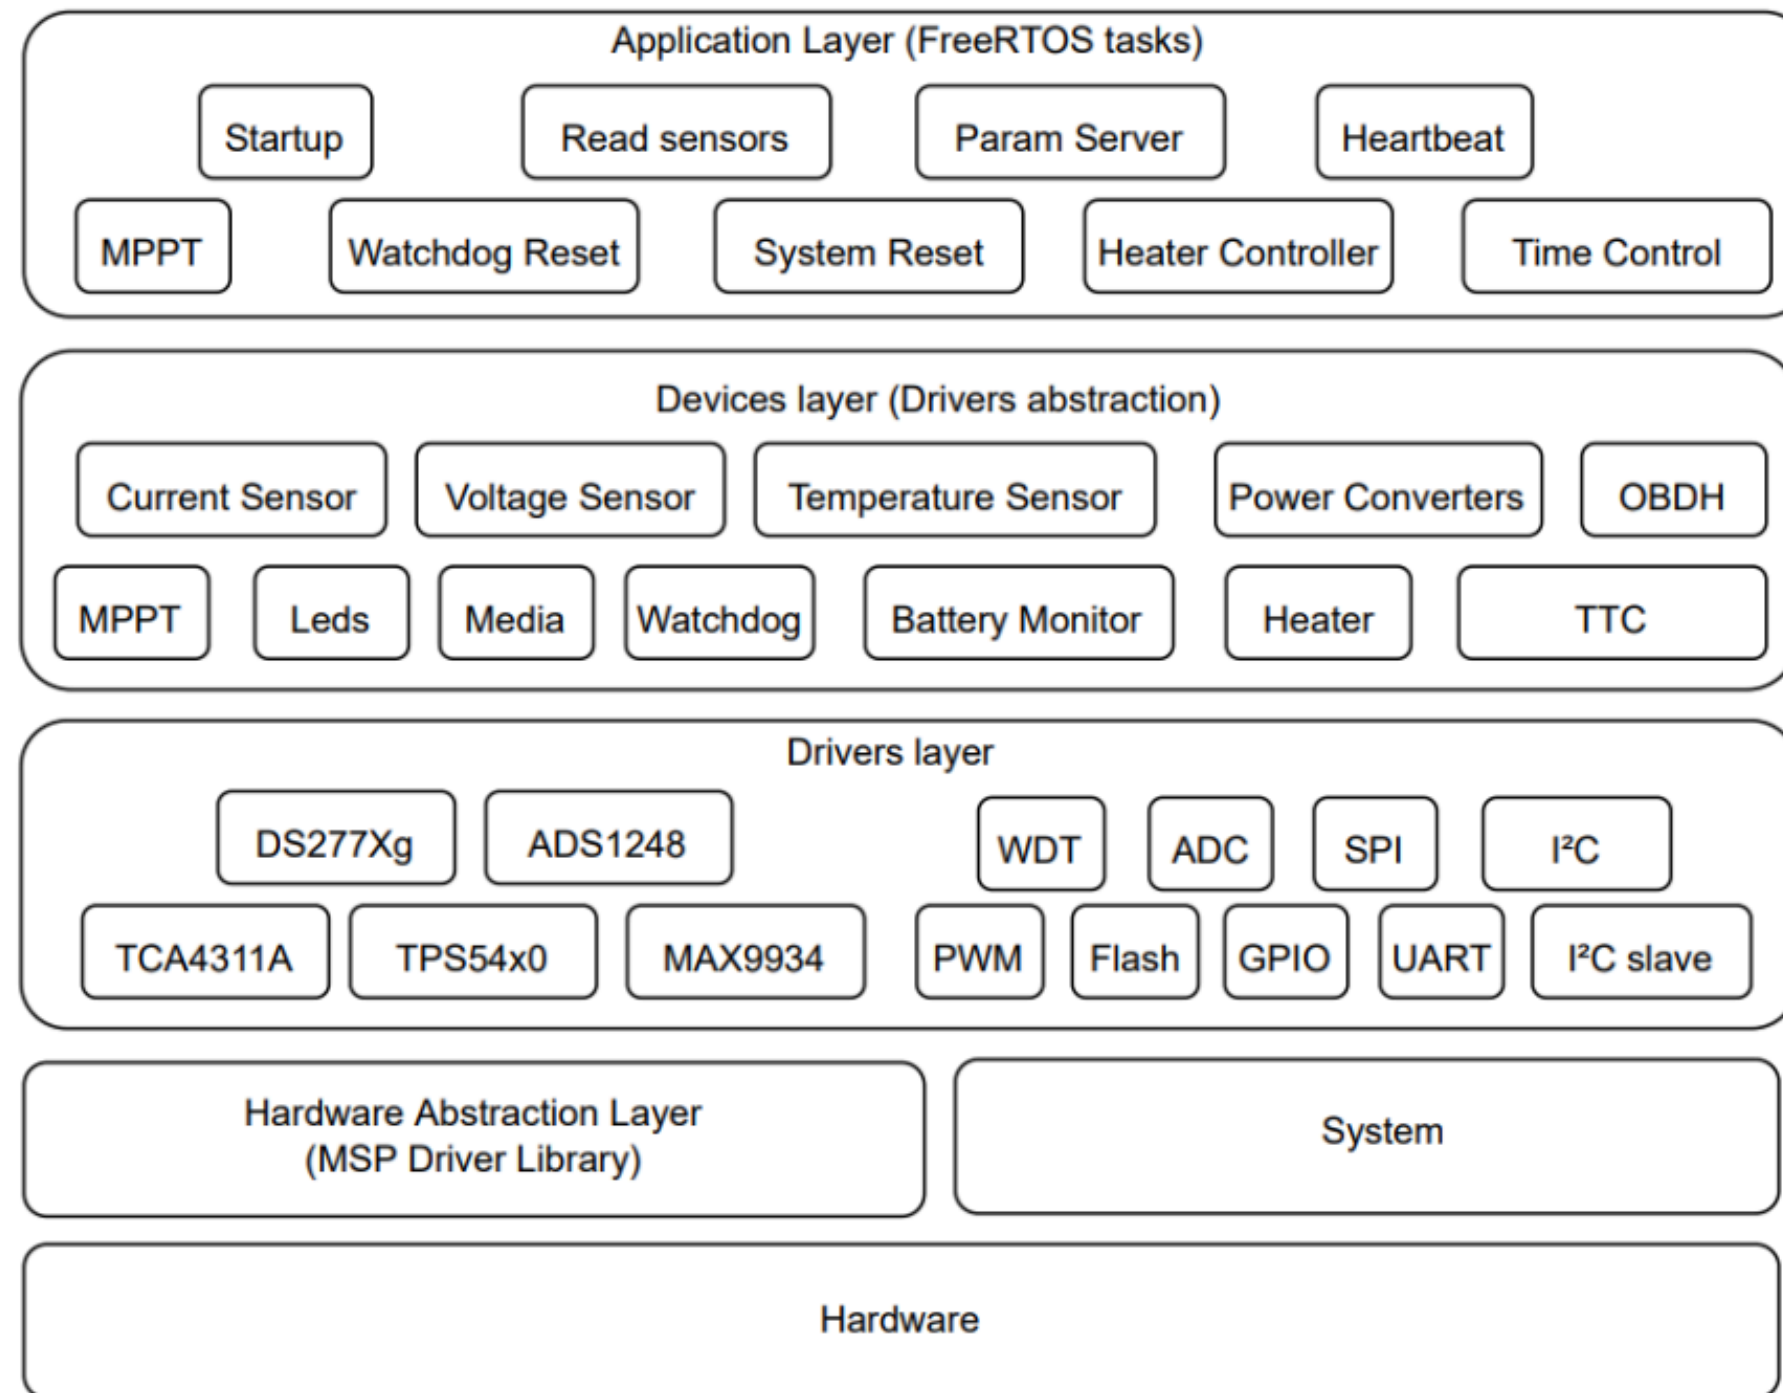 Application Layer (FreeRTOS tasks)
Startup Read sensors Param Server Heartbeat
MPPT Watchdog Reset System Reset Heater Controller Time Control
Devices layer (Drivers abstraction)
Current Sensor Voltage Sensor Temperature Sensor Power Converters OBDH
MPPT Leds Media Watchdog Battery Monitor Heater TTC
Drivers layer
DS277Xg ADS1248 WDT ADC SPI I²C
TCA4311A TPS54x0 MAX9934 PWM Flash GPIO UART I²C slave
Hardware Abstraction Layer
(MSP Driver Library)
System
Hardware